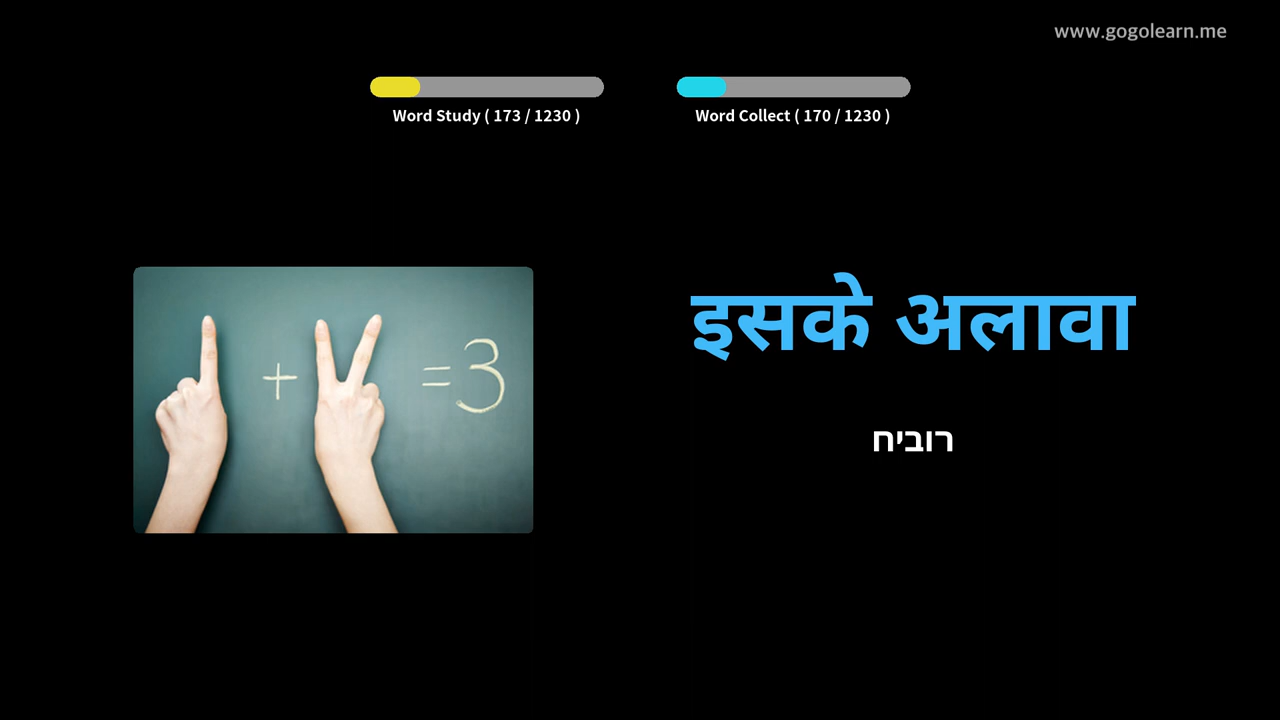 www.gogolearn.me
Word Study ( 173 / 1230 )
Word Collect ( 170 / 1230 )
इसके अलावा
רוביח
+ = 3